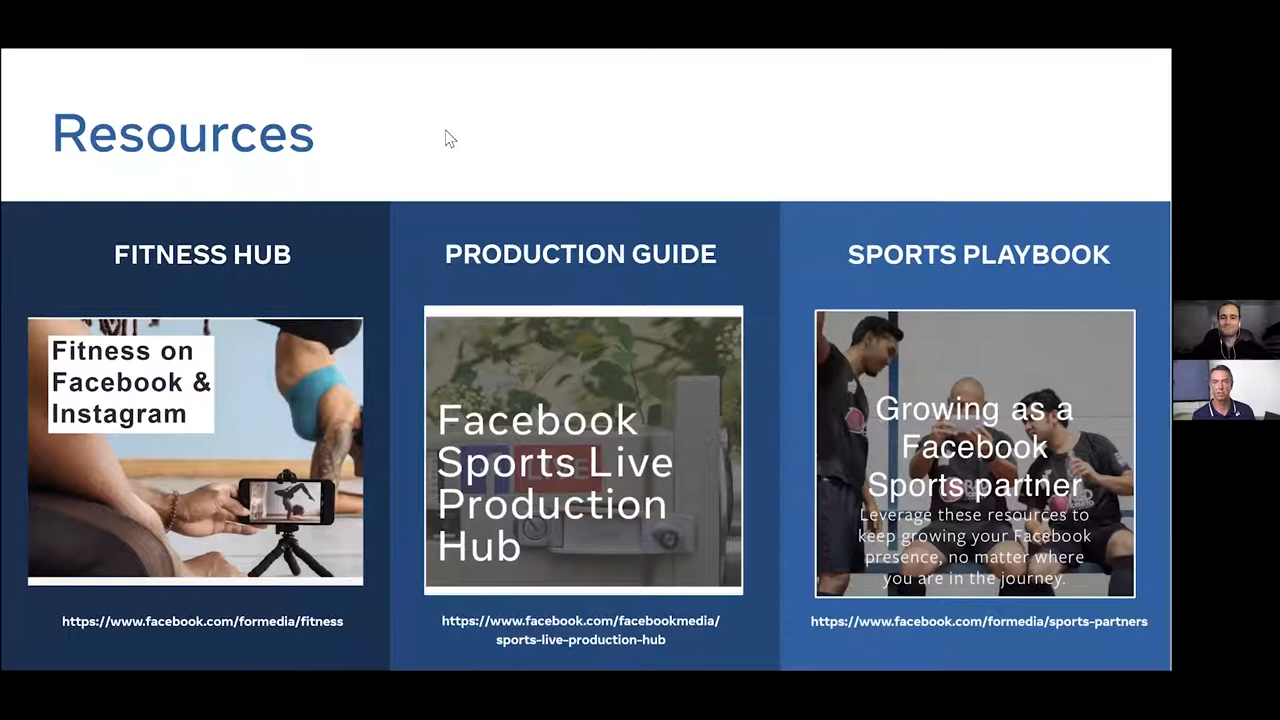 Resources
FITNESS HUB
Fitness on
Facebook &
Instagram
https://www.facebook.com/formedia/fitness
PRODUCTION GUIDE
Facebook
Sports Live
Production
Hub
https://www.facebook.com/facebookmedia/
sports-live-production-hub
SPORTS PLAYBOOK
Growing as a
Facebook
Sports partner
Leverage these resources to
keep growing your Facebook
presence, no matter where
you are in the journey.
https://www.facebook.com/formedia/sports-partners